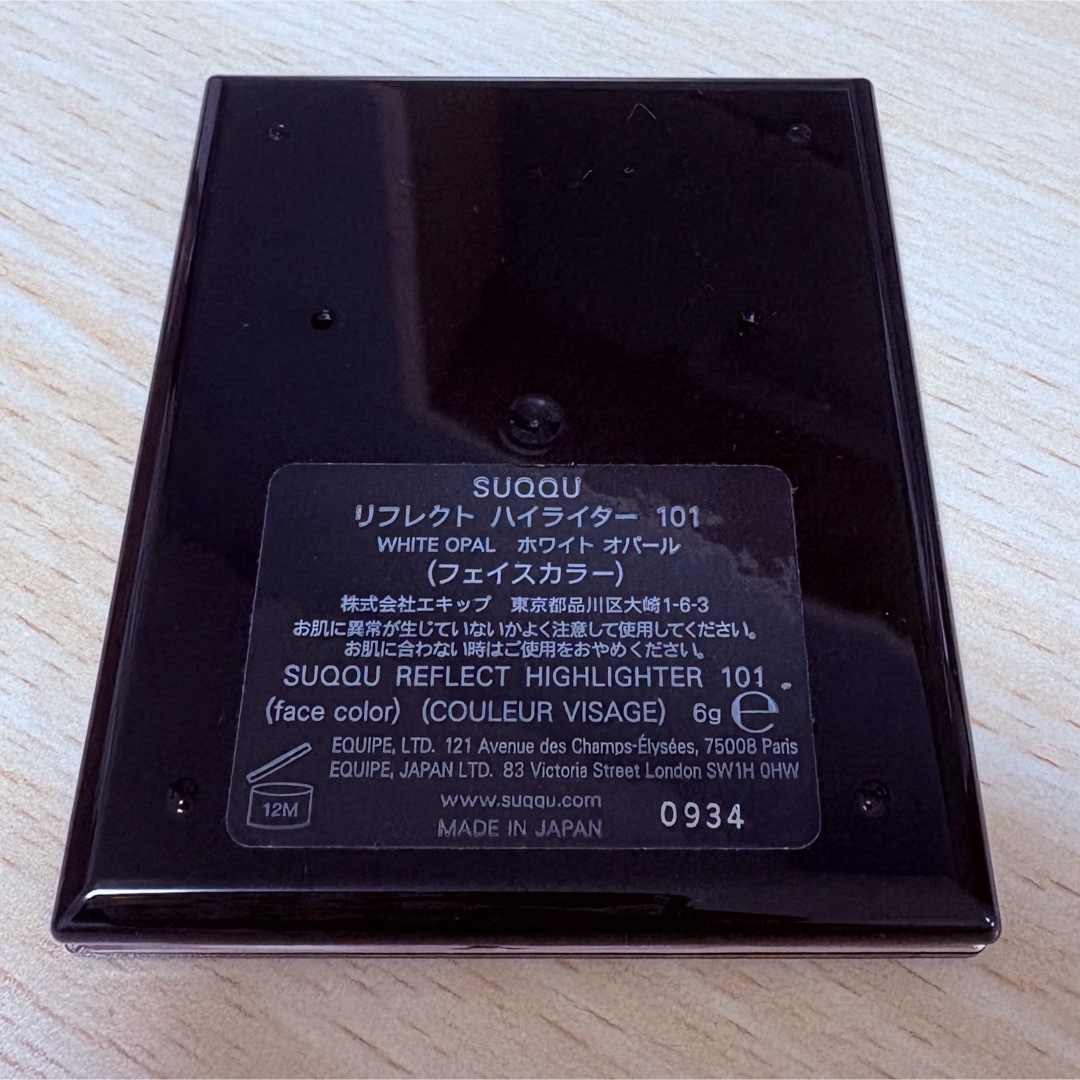 SUQQU
リフレクト ハイライター 101
WHITE OPAL ホワイト オパール
(フェイスカラー)
株式会社エキップ 東京都品川区大崎1-6-3
お肌に異常が生じていないかよく注意して使用してください。
お肌に合わない時はご使用をおやめください。
SUQQU REFLECT HIGHLIGHTER 101
(face color) (COULEUR VISAGE) 6g ℮
EQUIPE, LTD. 121 Avenue des Champs-Élysées, 75008 Paris
EQUIPE, JAPAN LTD. 83 Victoria Street London SW1H 0HW
12M
www.suqqu.com
MADE IN JAPAN 0934